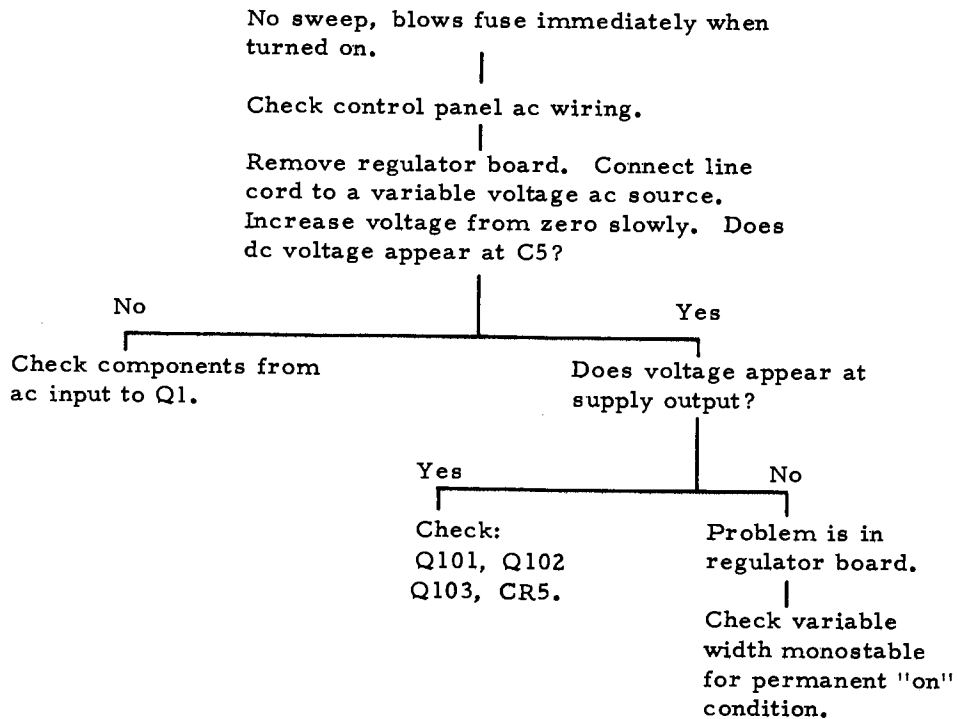 No sweep, blows fuse immediately when
turned on.
Check control panel ac wiring.
Remove regulator board. Connect line
cord to a variable voltage ac source.
Increase voltage from zero slowly. Does
dc voltage appear at C5?
No
Yes
Check components from
ac input to Q1.
Does voltage appear at
supply output?
Yes
No
Check:
Q101, Q102
Q103, CR5.
Problem is in
regulator board.
Check variable
width monostable
for permanent "on"
condition.